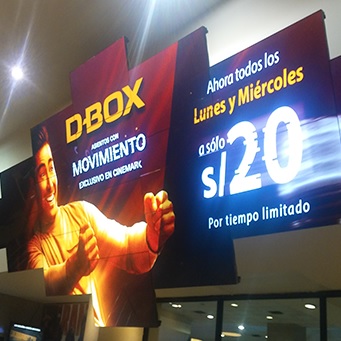 D-BOX
ASIENTOS CON
MOVIMIENTO
EXCLUSIVO EN CINEMARK
Ahora todos los
Lunes y Miércoles
a sólo
s/20
Por tiempo limitado